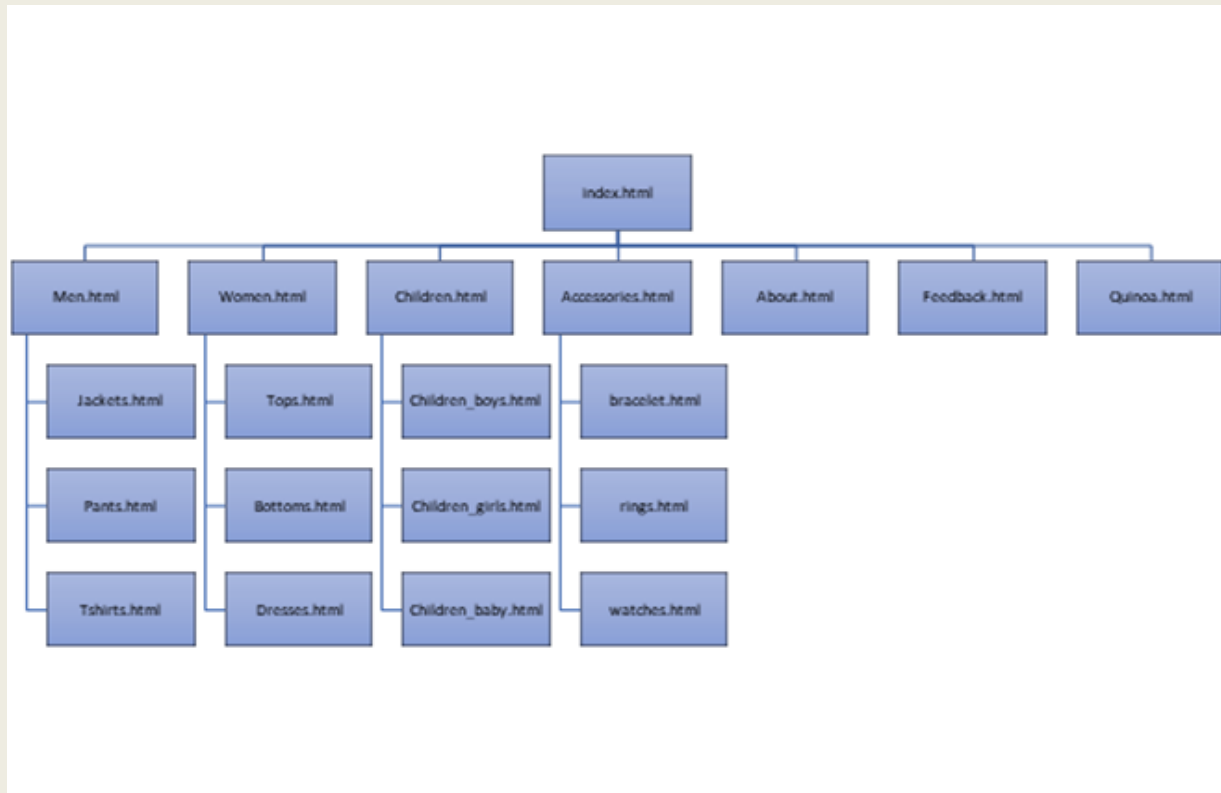 index.html
Men.html
Women.html
Children.html
Accessories.html
About.html
Feedback.html
Quinoa.html
Jackets.html
Tops.html
Children_boys.html
bracelet.html
Pants.html
Bottoms.html
Children_girls.html
rings.html
Tshirts.html
Dresses.html
Children_baby.html
watches.html